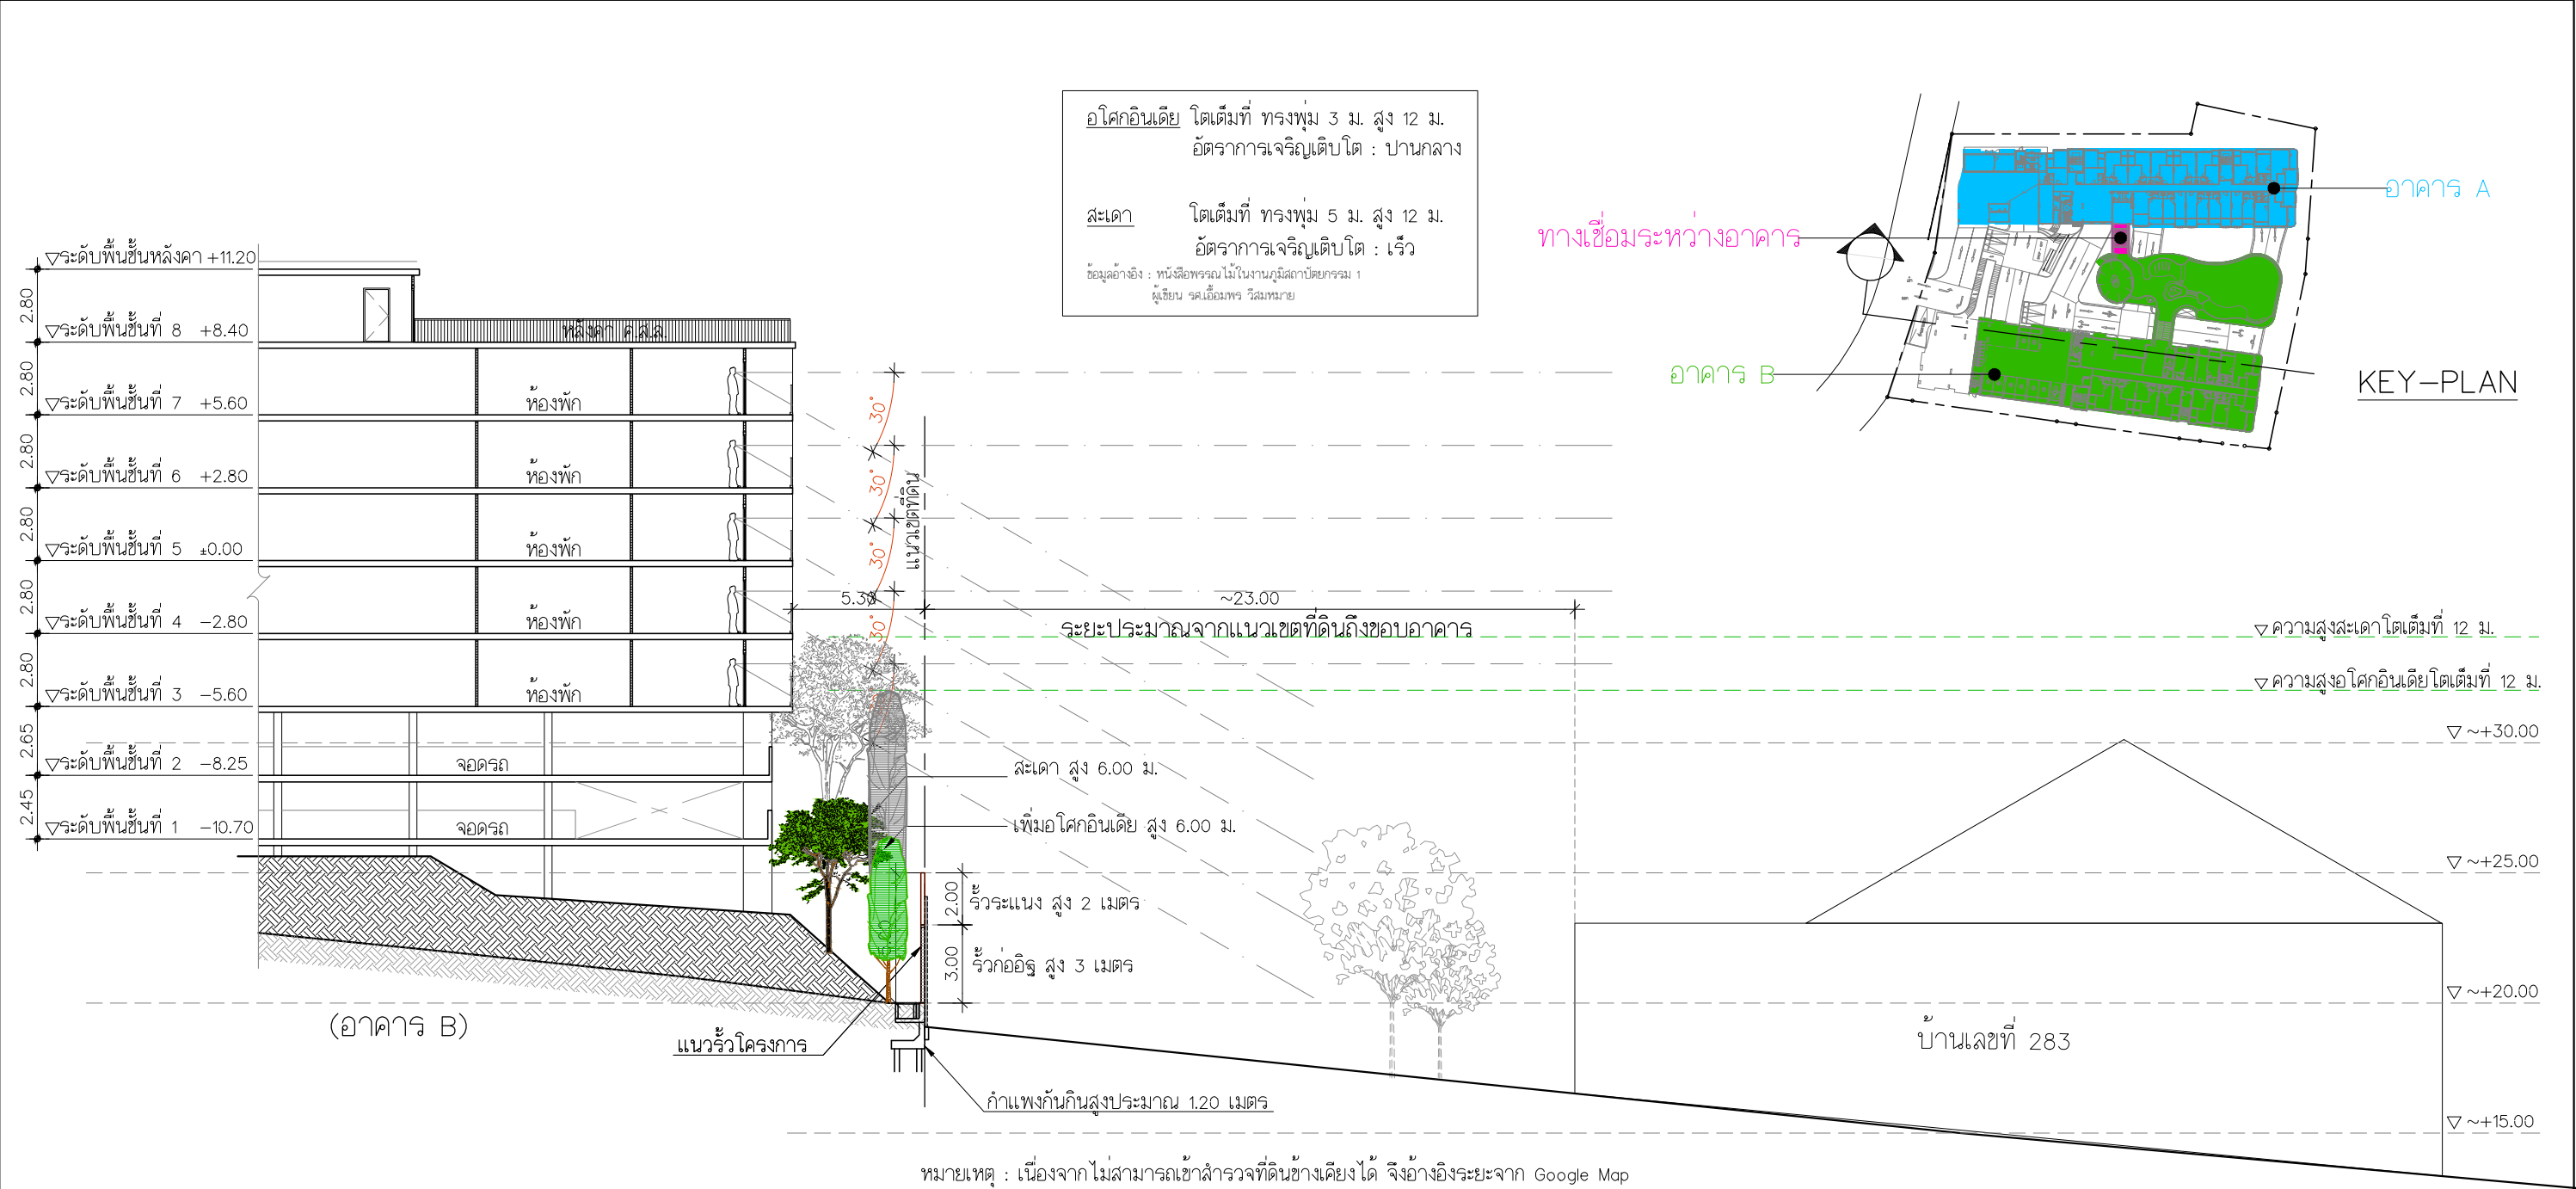 อโศกอินเดีย โตเต็มที่ ทรงพุ่ม 3 ม. สูง 12 ม.
อัตราการเจริญเติบโต : ปานกลาง
สะเดา โตเต็มที่ ทรงพุ่ม 5 ม. สูง 12 ม.
อัตราการเจริญเติบโต : เร็ว
ข้อมูลอ้างอิง : หนังสือพรรณไม้ในงานภูมิสถาปัตยกรรม 1
ผู้เขียน รศ.เอื้อมพร วีสมหมาย
อาคาร A
ทางเชื่อมระหว่างอาคาร
อาคาร B
KEY-PLAN
▽ระดับพื้นชั้นหลังคา +11.20
2.80
▽ระดับพื้นชั้นที่ 8 +8.40
หลังคา ค.ส.ล.
2.80
▽ระดับพื้นชั้นที่ 7 +5.60
ห้องพัก
30°
2.80
▽ระดับพื้นชั้นที่ 6 +2.80
ห้องพัก
30°
แนวเขตที่ดิน
2.80
▽ระดับพื้นชั้นที่ 5 ±0.00
ห้องพัก
30°
2.80
▽ระดับพื้นชั้นที่ 4 -2.80
ห้องพัก
30°
5.30
~23.00
ระยะประมาณจากแนวเขตที่ดินถึงขอบอาคาร
▽ความสูงสะเดาโตเต็มที่ 12 ม.
2.80
▽ระดับพื้นชั้นที่ 3 -5.60
ห้องพัก
▽ความสูงอโศกอินเดียโตเต็มที่ 12 ม.
2.65
▽ ~+30.00
▽ระดับพื้นชั้นที่ 2 -8.25
จอดรถ
สะเดา สูง 6.00 ม.
2.45
▽ระดับพื้นชั้นที่ 1 -10.70
จอดรถ
เพิ่มอโศกอินเดีย สูง 6.00 ม.
▽ ~+25.00
2.00
รั้วระแนง สูง 2 เมตร
3.00
รั้วก่ออิฐ สูง 3 เมตร
▽ ~+20.00
(อาคาร B)
แนวรั้วโครงการ
บ้านเลขที่ 283
กำแพงกันกินสูงประมาณ 1.20 เมตร
▽ ~+15.00
หมายเหตุ : เนื่องจากไม่สามารถเข้าสำรวจที่ดินข้างเคียงได้ จึงอ้างอิงระยะจาก Google Map